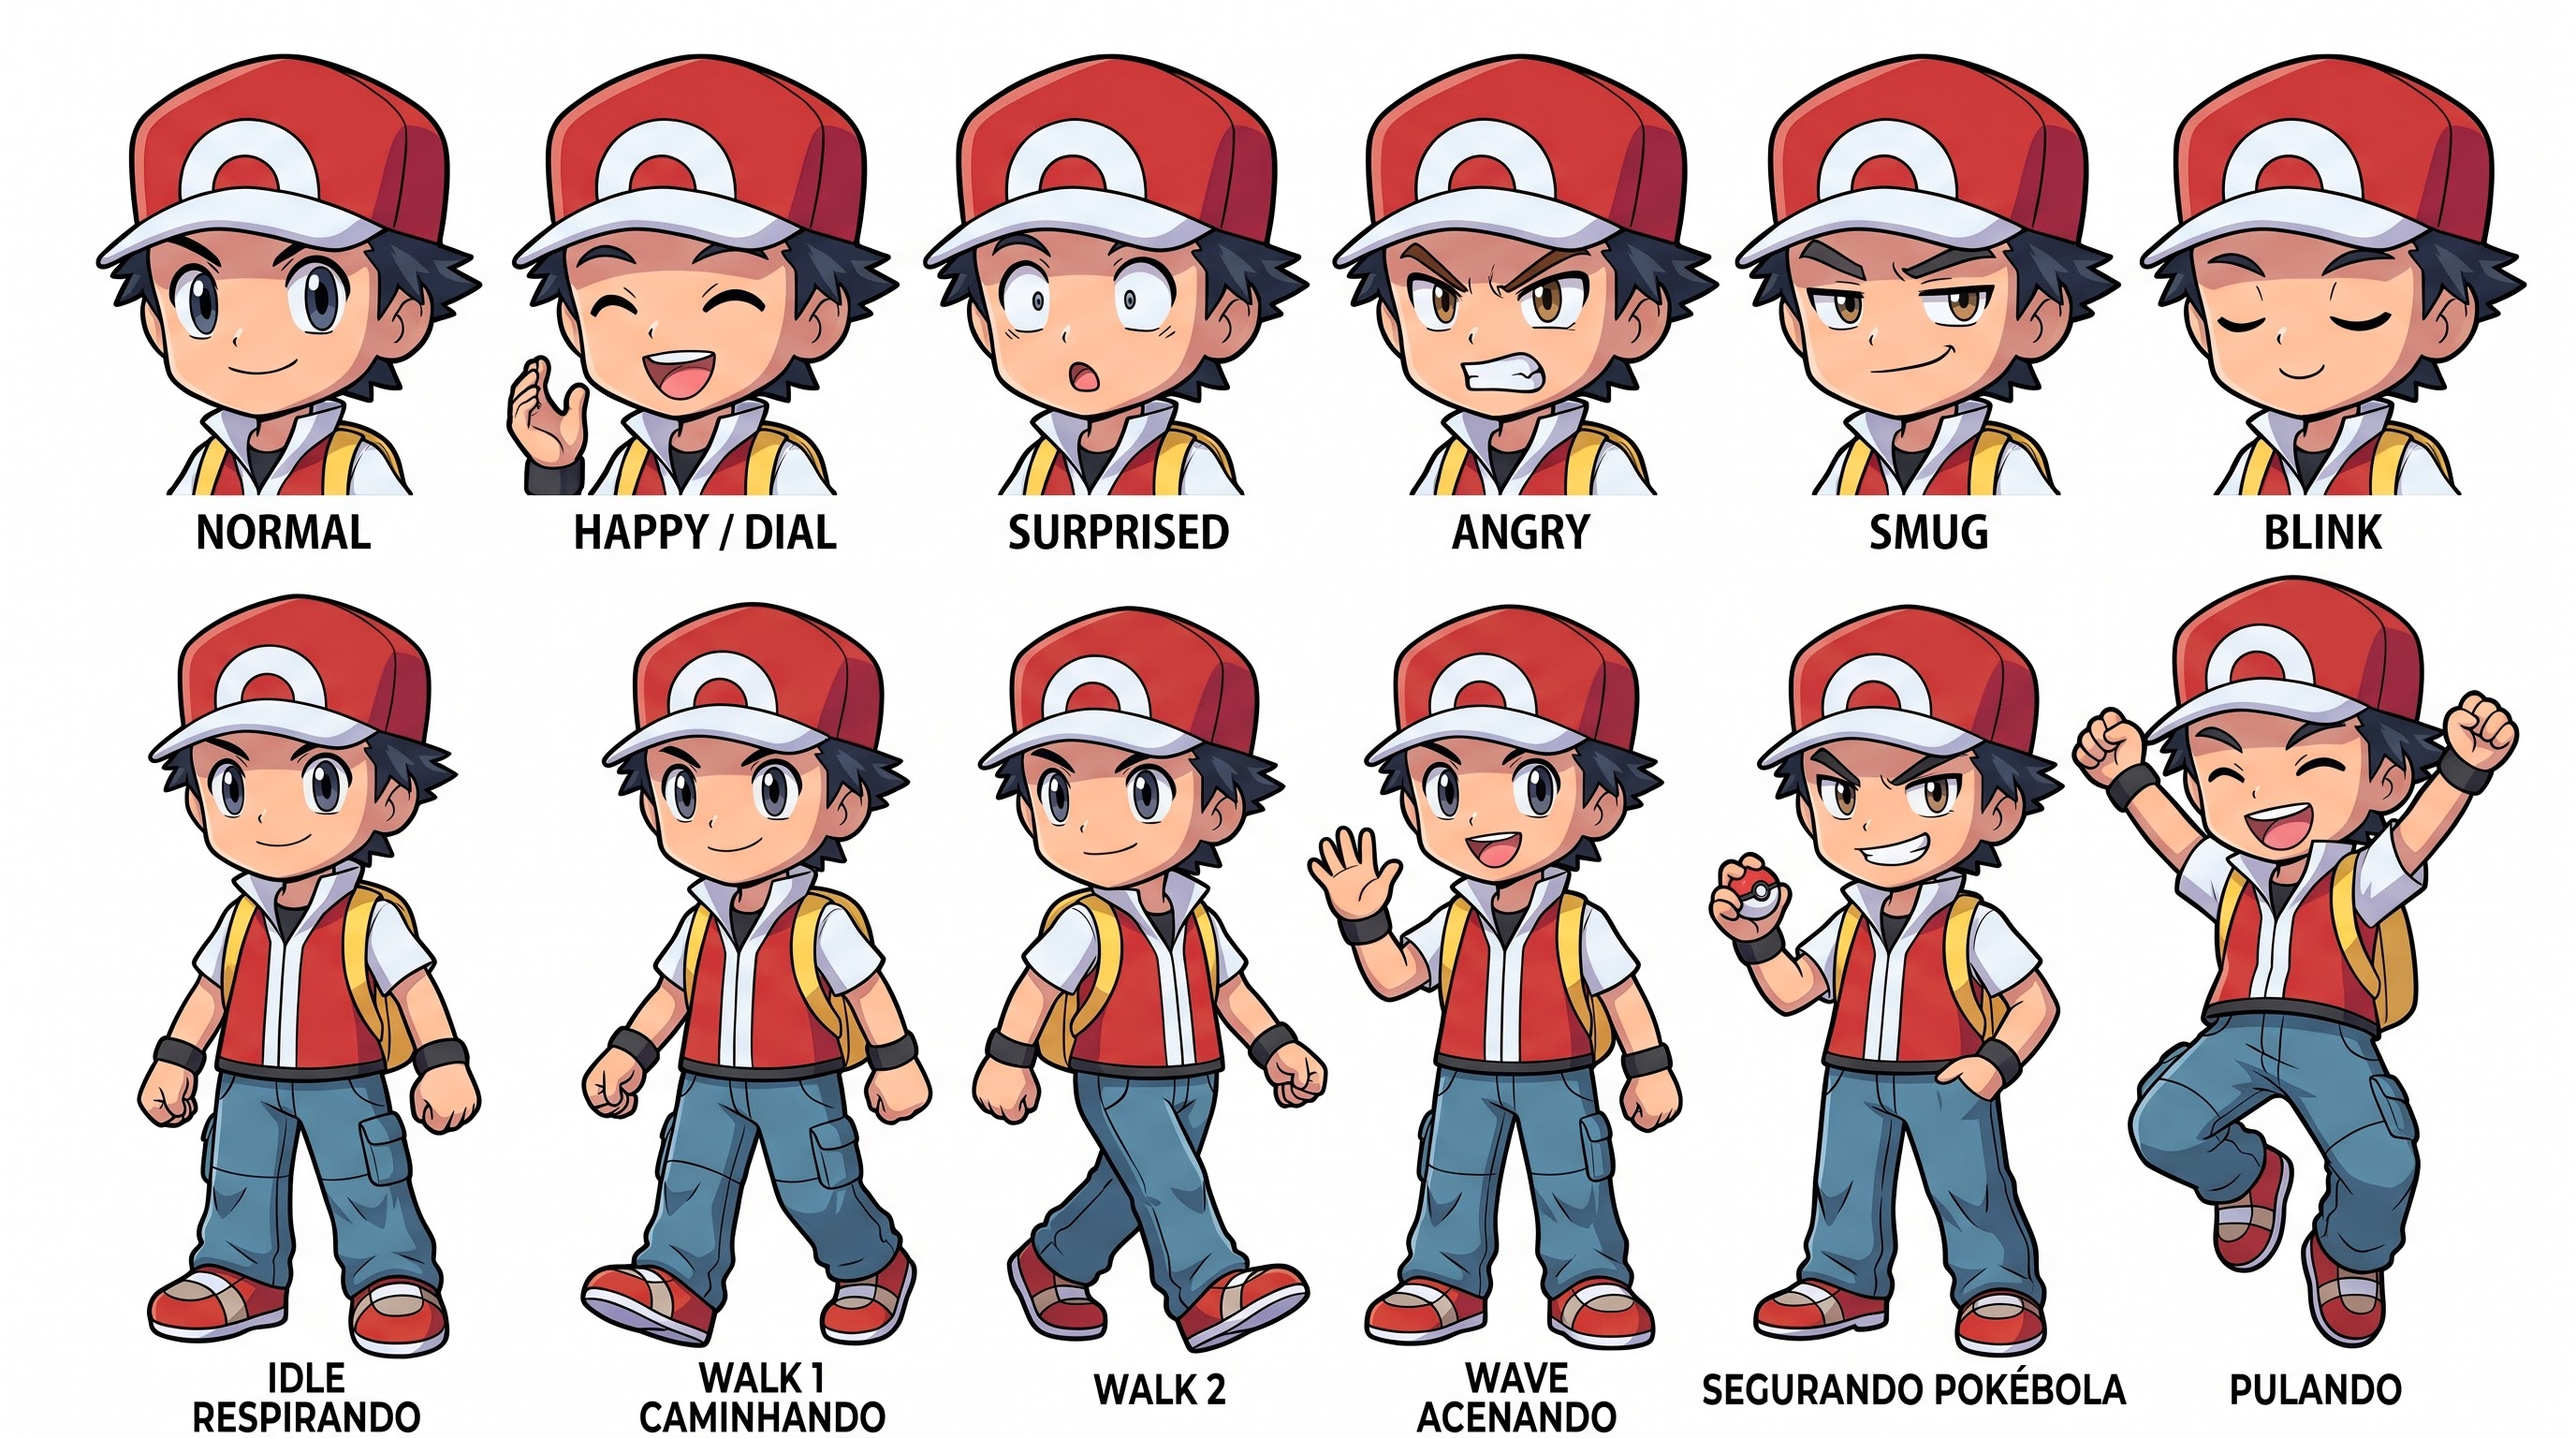 NORMAL
HAPPY / DIAL
SURPRISED
ANGRY
SMUG
BLINK
IDLE
RESPIRANDO
WALK 1
CAMINHANDO
WALK 2
WAVE
ACENANDO
SEGURANDO POKÉBOLA
PULANDO